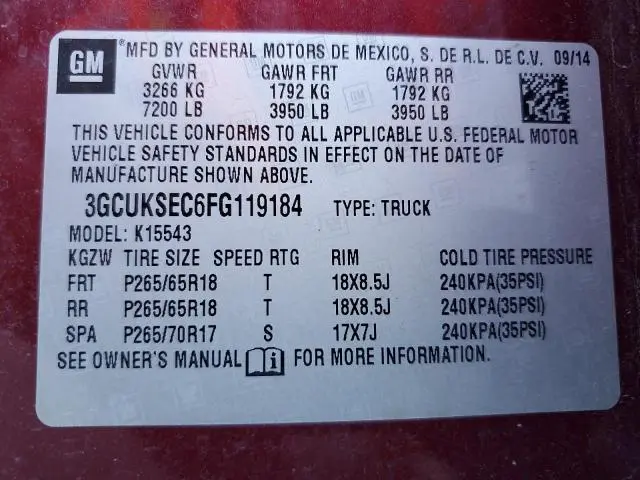 GM ® MFD BY GENERAL MOTORS DE MEXICO, S. DE R.L. DE C.V. 09/14
GVWR GAWR FRT GAWR RR
3266 KG 1792 KG 1792 KG
7200 LB 3950 LB 3950 LB
THIS VEHICLE CONFORMS TO ALL APPLICABLE U.S. FEDERAL MOTOR
VEHICLE SAFETY STANDARDS IN EFFECT ON THE DATE OF
MANUFACTURE SHOWN ABOVE.
3GCUKSEC6FG119184 TYPE: TRUCK
MODEL: K15543
KGZW TIRE SIZE SPEED RTG RIM COLD TIRE PRESSURE
FRT P265/65R18 T 18X8.5J 240KPA(35PSI)
RR P265/65R18 T 18X8.5J 240KPA(35PSI)
SPA P265/70R17 S 17X7J 240KPA(35PSI)
SEE OWNER'S MANUAL FOR MORE INFORMATION.